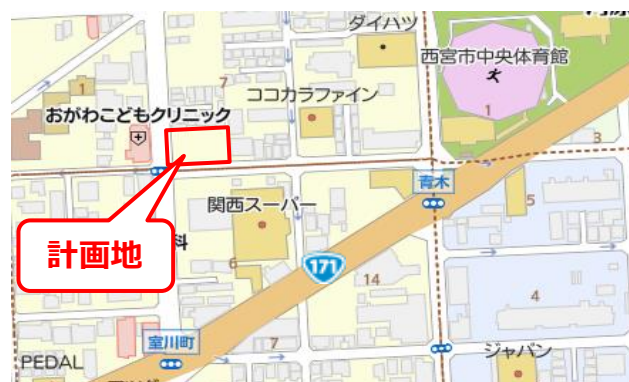 ダイハツ
西宮市中央体育館
1
7
ココカラファイン
おがわこどもクリニック
1
3
計画地
関西スーパー
青木
5
科
6
171
14
4
室川町
7
ジャパン
PEDAL